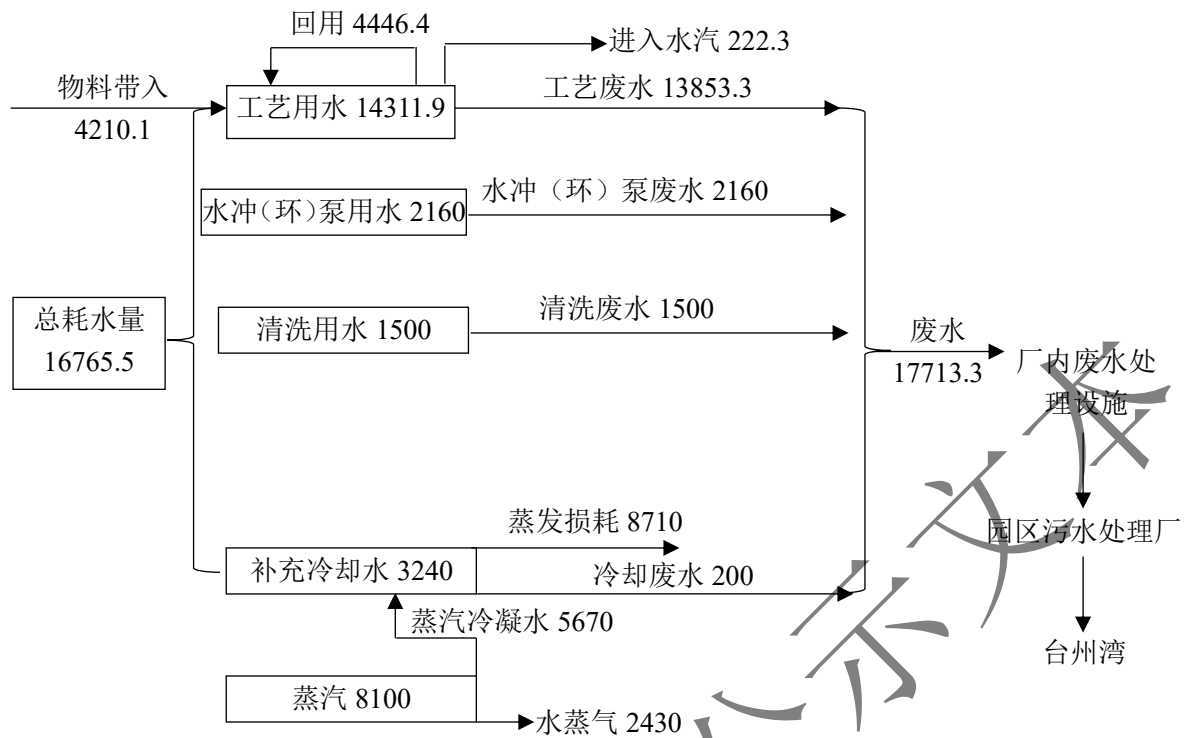 回用 4446.4
进入水汽 222.3
物料带入
4210.1
工艺用水 14311.9
工艺废水 13853.3
水冲（环）泵用水 2160
水冲（环）泵废水 2160
总耗水量
16765.5
清洗用水 1500
清洗废水 1500
废水
17713.3
厂内废水处
理设施
蒸发损耗 8710
补充冷却水 3240
冷却废水 200
园区污水处理厂
蒸汽冷凝水 5670
台州湾
蒸汽 8100
水蒸气 2430